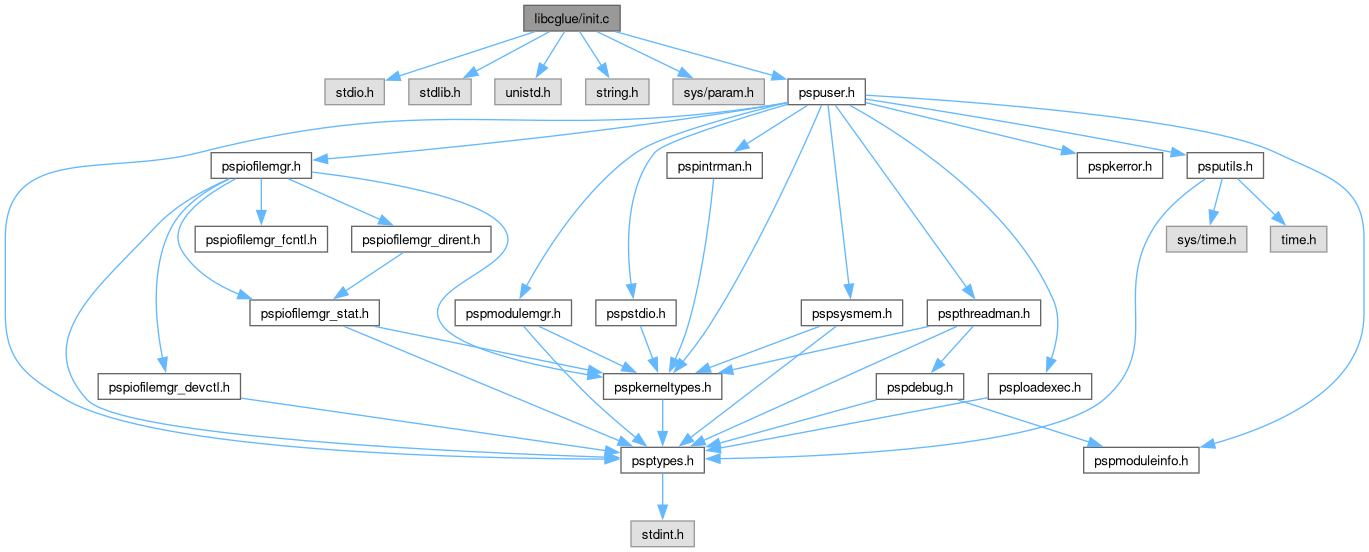 libcglue/init.c
stdio.h
stdlib.h
unistd.h
string.h
sys/param.h
pspuser.h
pspiofilemgr.h
pspintrman.h
pspkerror.h
psputils.h
pspiofilemgr_fcntl.h
pspiofilemgr_dirent.h
sys/time.h
time.h
pspiofilemgr_stat.h
pspmodulemgr.h
pspstdio.h
pspsysmem.h
pspthreadman.h
pspiofilemgr_devctl.h
pspkerneltypes.h
pspdebug.h
psploadexec.h
psptypes.h
pspmoduleinfo.h
stdint.h